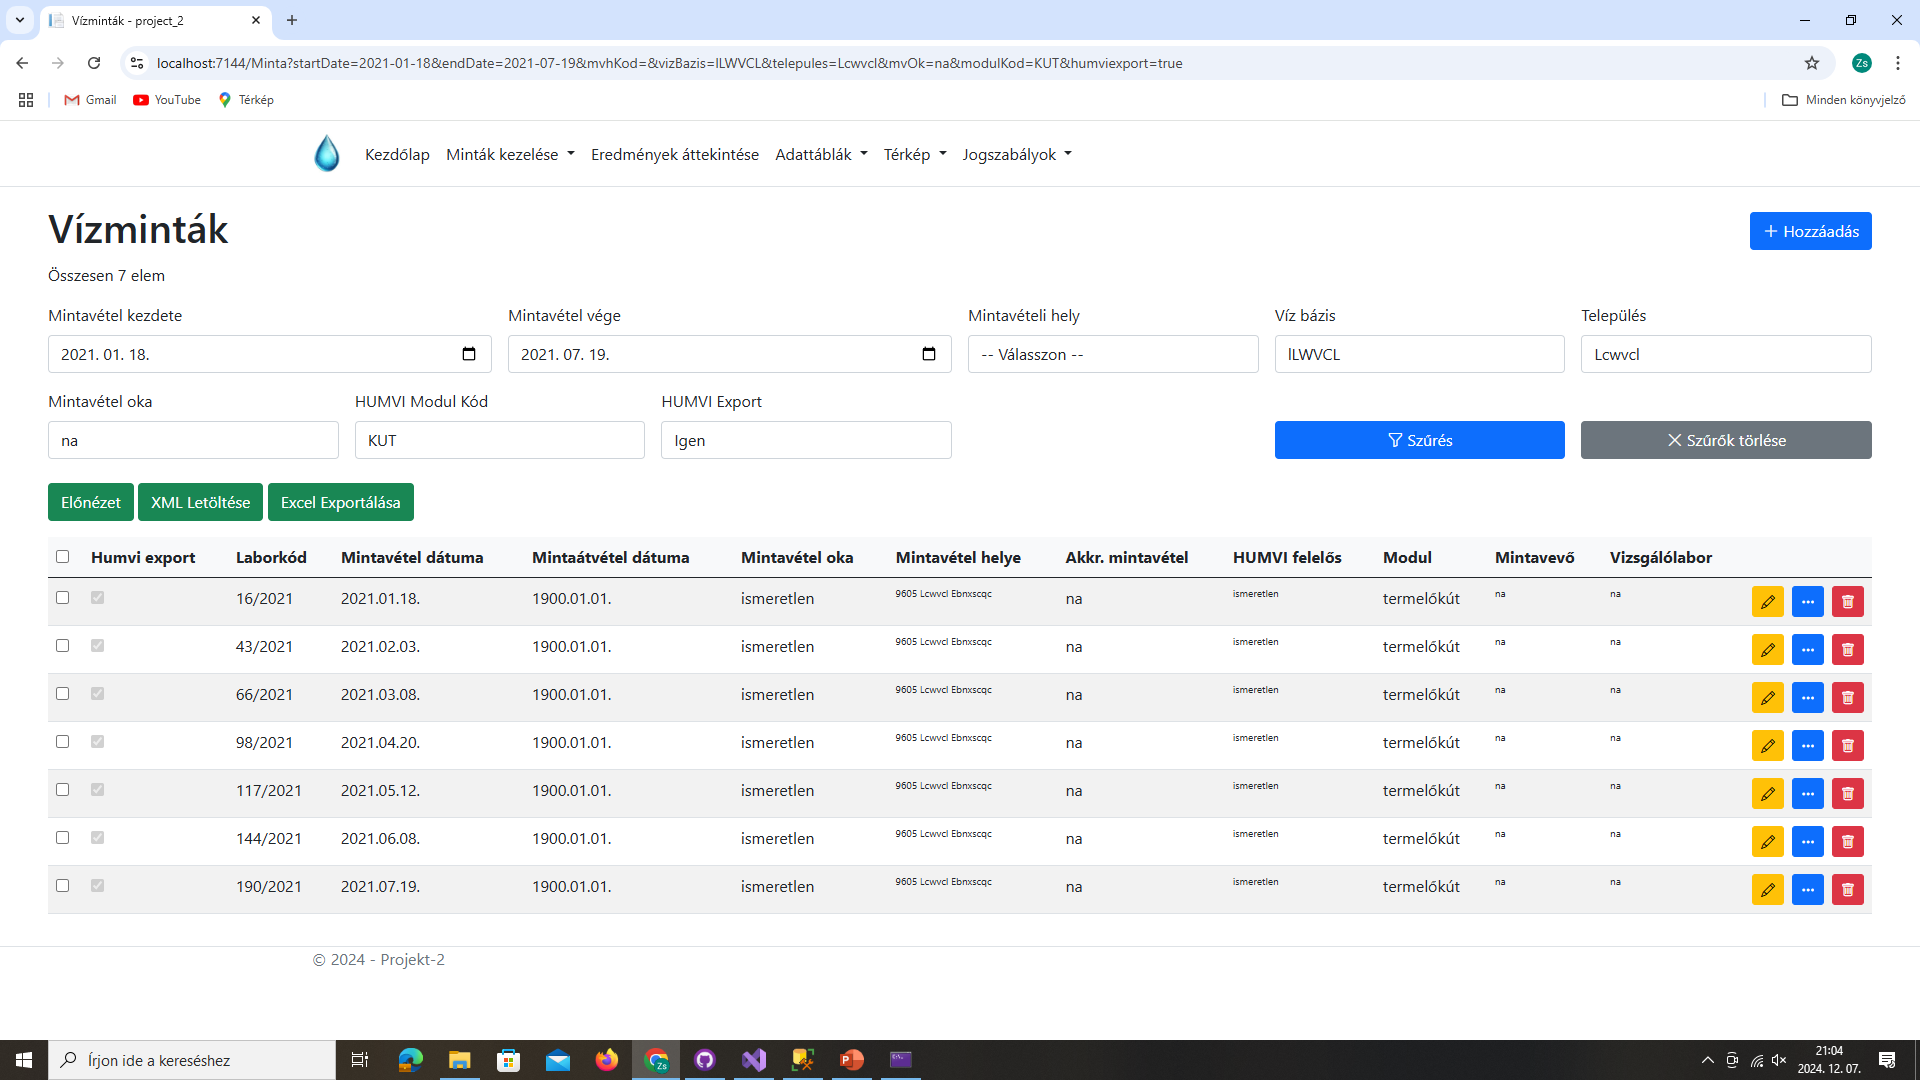 Vízminták - project_2
localhost:7144/Minta?startDate=2021-01-18&endDate=2021-07-19&mvhKod=&vizBazis=lLWVCL&telepules=Lcwvcl&mvOk=na&modulKod=KUT&humviexport=true
Zs
Gmail YouTube Térkép Minden könyvjelző
Kezdőlap Minták kezelése Eredmények áttekintése Adattáblák Térkép Jogszabályok
Vízminták
+ Hozzáadás
Összesen 7 elem
Mintavétel kezdete Mintavétel vége Mintavételi hely Víz bázis Település
2021. 01. 18. 2021. 07. 19. -- Válasszon -- lLWVCL Lcwvcl
Mintavétel oka HUMVI Modul Kód HUMVI Export
na KUT Igen Szűrés Szűrők törlése
Előnézet XML Letöltése Excel Exportálása
Humvi export Laborkód Mintavétel dátuma Mintaátvétel dátuma Mintavétel oka Mintavétel helye Akkr. mintavétel HUMVI felelős Modul Mintavevő Vizsgálólabor
16/2021 2021.01.18. 1900.01.01. ismeretlen 9605 Lcwvcl Ebnxscqc na ismeretlen termelőkút na na
43/2021 2021.02.03. 1900.01.01. ismeretlen 9605 Lcwvcl Ebnxscqc na ismeretlen termelőkút na na
66/2021 2021.03.08. 1900.01.01. ismeretlen 9605 Lcwvcl Ebnxscqc na ismeretlen termelőkút na na
98/2021 2021.04.20. 1900.01.01. ismeretlen 9605 Lcwvcl Ebnxscqc na ismeretlen termelőkút na na
117/2021 2021.05.12. 1900.01.01. ismeretlen 9605 Lcwvcl Ebnxscqc na ismeretlen termelőkút na na
144/2021 2021.06.08. 1900.01.01. ismeretlen 9605 Lcwvcl Ebnxscqc na ismeretlen termelőkút na na
190/2021 2021.07.19. 1900.01.01. ismeretlen 9605 Lcwvcl Ebnxscqc na ismeretlen termelőkút na na
© 2024 - Projekt-2
Írjon ide a kereséshez
21:04
2024. 12. 07.